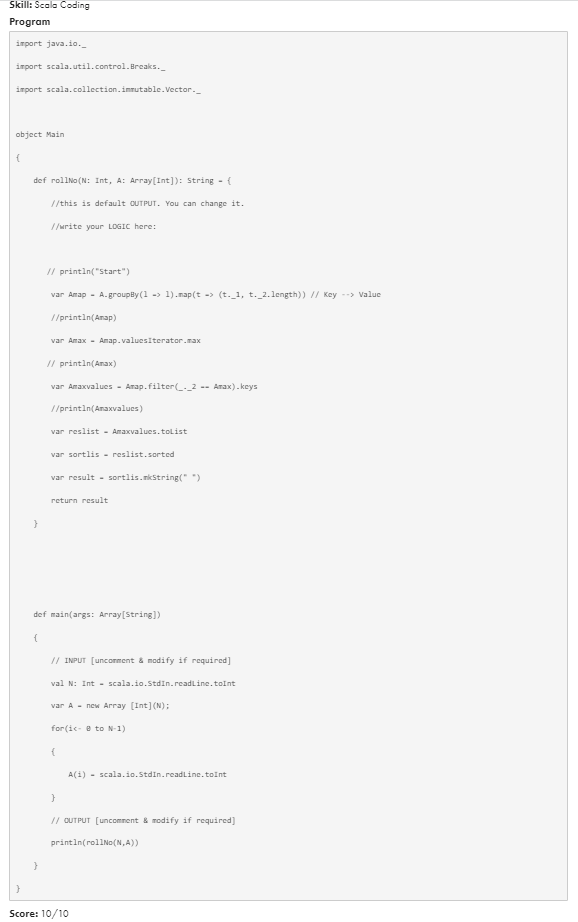 Skill: Scala Coding
Program
import java.io._
import scala.util.control.Breaks._
import scala.collection.immutable.Vector._
object Main
{
def rollNo(N: Int, A: Array[Int]): String = {
//this is default OUTPUT. You can change it.
//write your LOGIC here:
// println("Start")
var Amap = A.groupBy(l => l).map(t => (t._1, t._2.length)) // Key --> Value
//println(Amap)
var Amax = Amap.valuesIterator.max
// println(Amax)
var Amaxvalues = Amap.filter(_._2 == Amax).keys
//println(Amaxvalues)
var reslist = Amaxvalues.toList
var sortlis = reslist.sorted
var result = sortlis.mkString(" ")
return result
}
def main(args: Array[String])
{
// INPUT [uncomment & modify if required]
val N: Int = scala.io.StdIn.readLine.toInt
var A = new Array [Int](N);
for(i<- 0 to N-1)
{
A(i) = scala.io.StdIn.readLine.toInt
}
// OUTPUT [uncomment & modify if required]
println(rollNo(N,A))
}
}
Score: 10/10